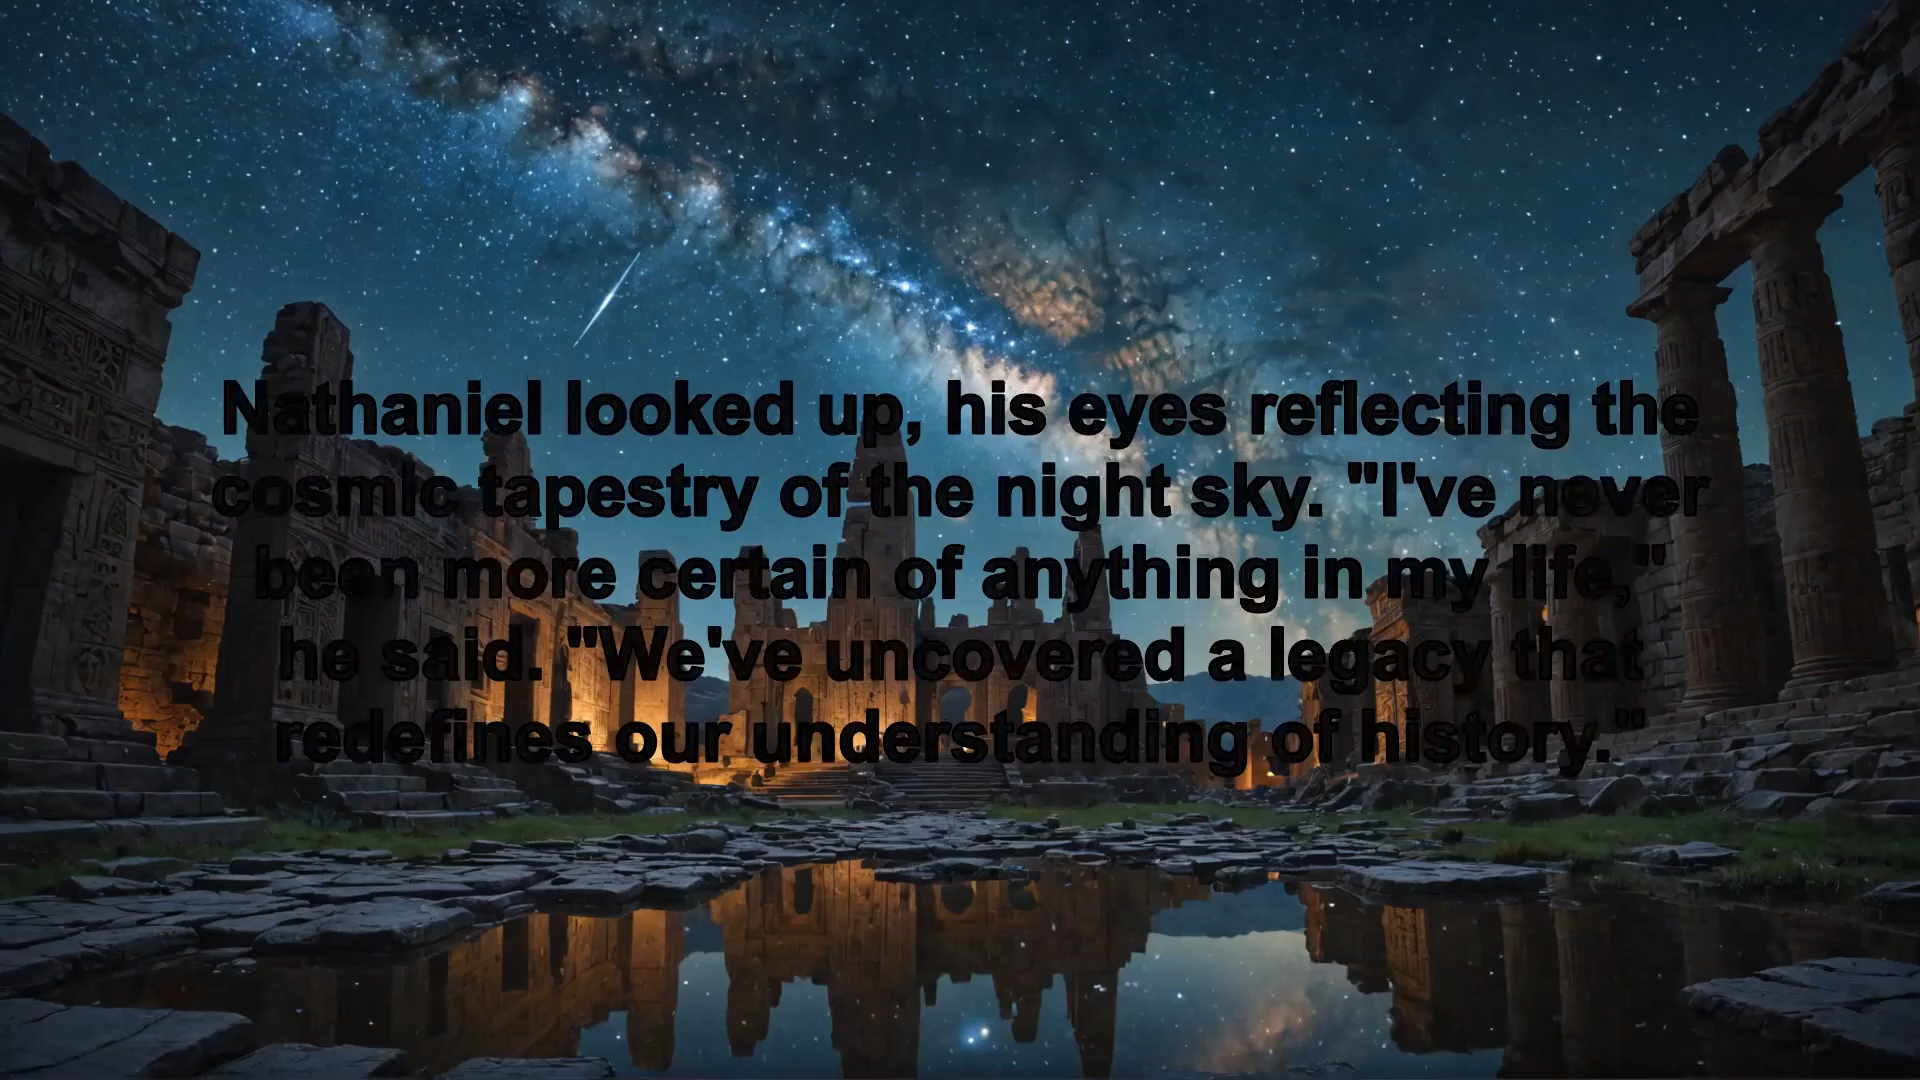 Nathaniel looked up, his eyes reflecting the
cosmic tapestry of the night sky. "I've never
been more certain of anything in my life,"
he said. "We've uncovered a legacy that
redefines our understanding of history."